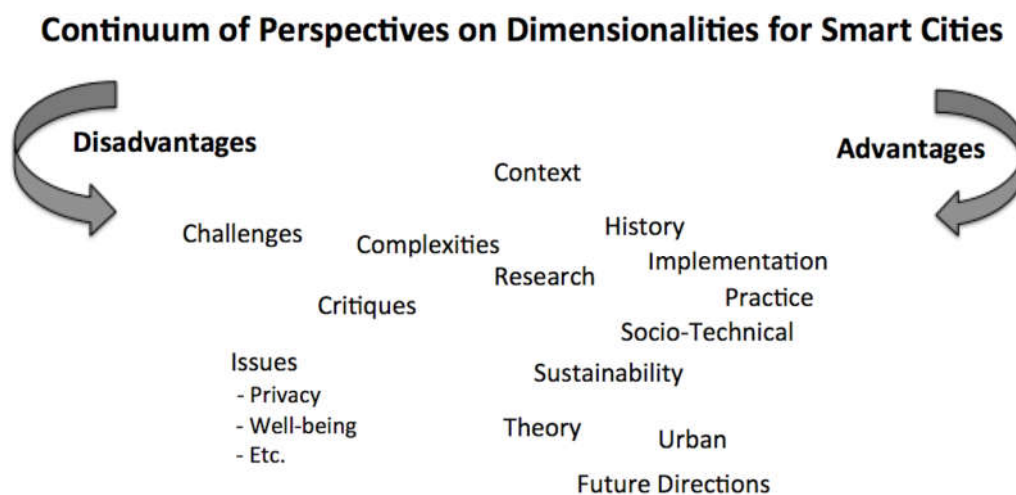 Continuum of Perspectives on Dimensionalities for Smart Cities
Disadvantages
Advantages
Context
Challenges
Complexities
History
Implementation
Research
Practice
Critiques
Socio-Technical
Issues
- Privacy
- Well-being
- Etc.
Sustainability
Theory
Urban
Future Directions